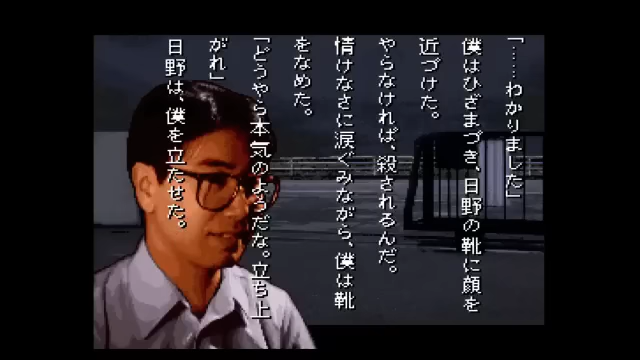 「……わかりました」
僕はひざまづき、日野の靴に顔を
近づけた。
やらなければ、殺されるんだ。
情けなさに涙ぐみながら、僕は靴
をなめた。
「どうやら本気のようだな。立ち上
がれ」
日野は、僕を立たせた。